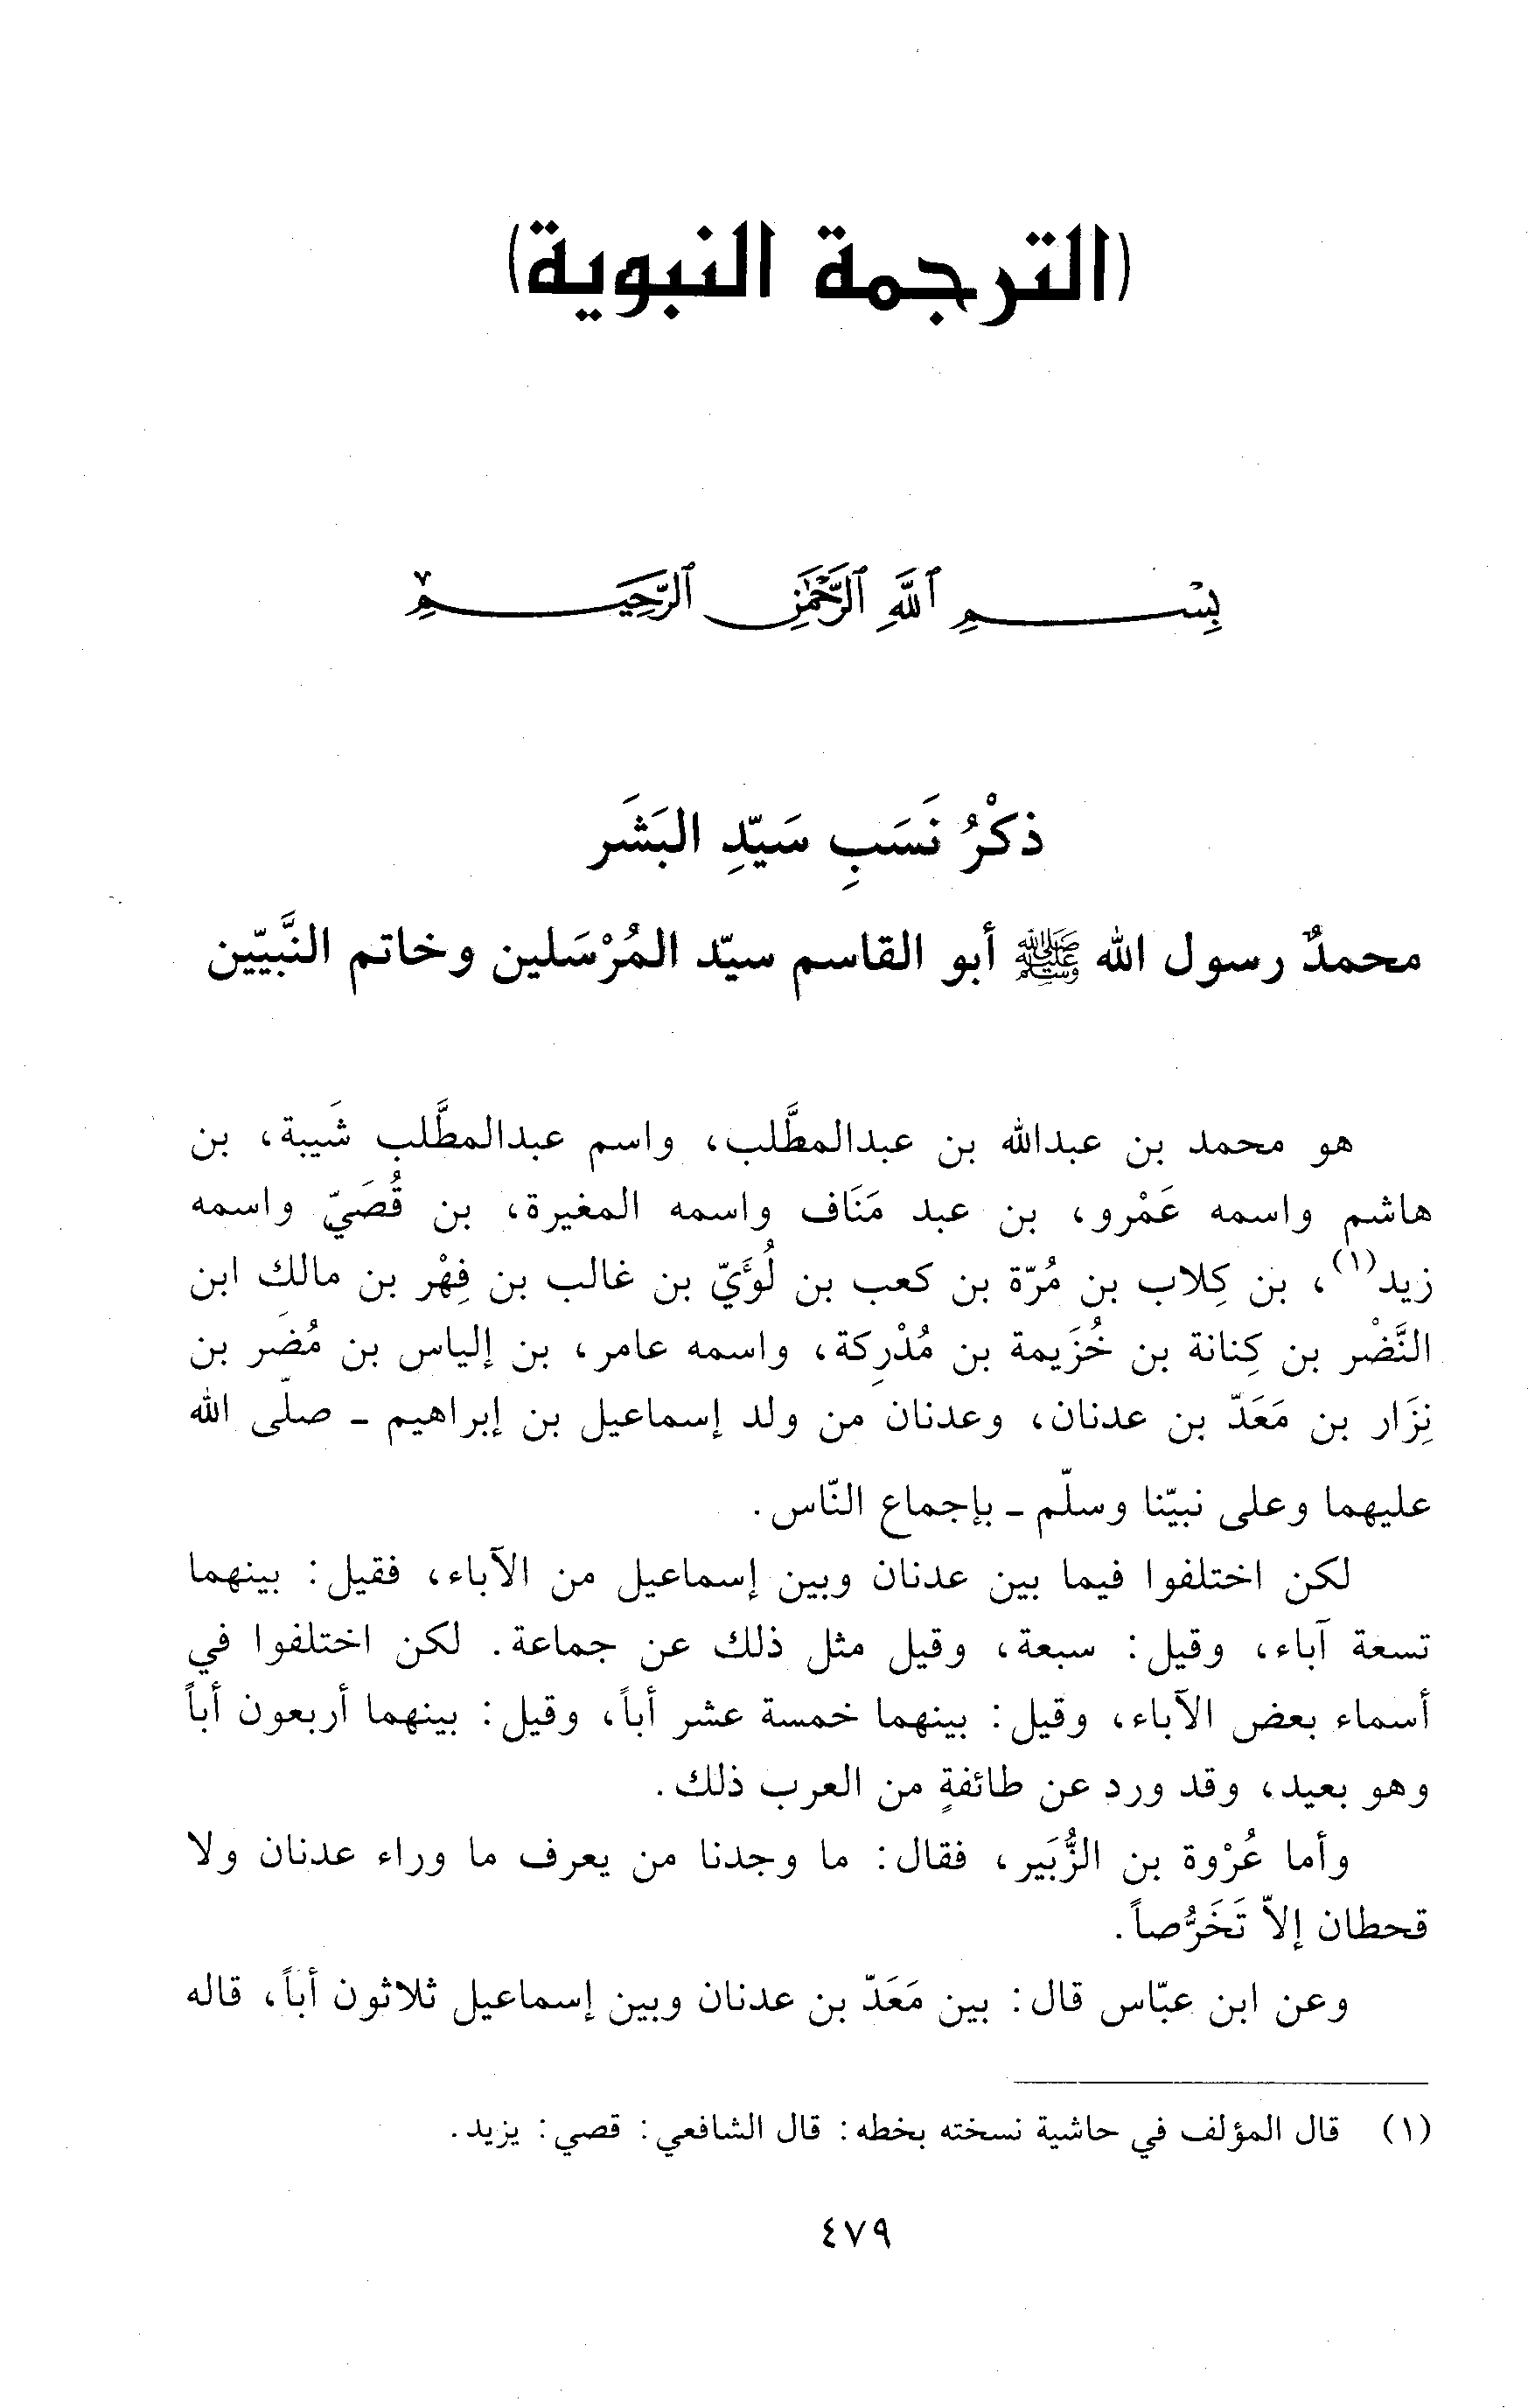 (الترجمة النبوية)
بِسْمِ ٱللَّهِ ٱلرَّحْمَٰنِ ٱلرَّحِيمِ
ذكْرُ نَسَبِ سَيّدِ البَشَر
محمدٌ رسول الله ﷺ أبو القاسم سيّد المُرْسَلين وخاتم النَّبيّين
هو محمد بن عبدالله بن عبدالمطَّلب، واسم عبدالمطَّلب شَيبة، بن
هاشم واسمه عَمْرو، بن عبد مَنَاف واسمه المغيرة، بن قُصَيّ واسمه
زيد(١)، بن كِلاب بن مُرّة بن كعب بن لُؤَيّ بن غالب بن فِهْر بن مالك ابن
النَّضْر بن كِنانة بن خُزَيمة بن مُدْرِكة، واسمه عامر، بن إلياس بن مُضَر بن
نِزَار بن مَعَدّ بن عدنان، وعدنان من ولد إسماعيل بن إبراهيم - صلّى الله
عليهما وعلى نبيّنا وسلّم - بإجماع النّاس.
لكن اختلفوا فيما بين عدنان وبين إسماعيل من الآباء، فقيل: بينهما
تسعة آباء، وقيل: سبعة، وقيل مثل ذلك عن جماعة. لكن اختلفوا في
أسماء بعض الآباء، وقيل: بينهما خمسة عشر أباً، وقيل: بينهما أربعون أباً
وهو بعيد، وقد ورد عن طائفةٍ من العرب ذلك.
وأما عُرْوة بن الزُّبَير، فقال: ما وجدنا من يعرف ما وراء عدنان ولا
قحطان إلاّ تَخَرُّصاً.
وعن ابن عبّاس قال: بين مَعَدّ بن عدنان وبين إسماعيل ثلاثون أباً، قاله
(١) قال المؤلف في حاشية نسخته بخطه: قال الشافعي: قصي: يزيد.
٤٧٩